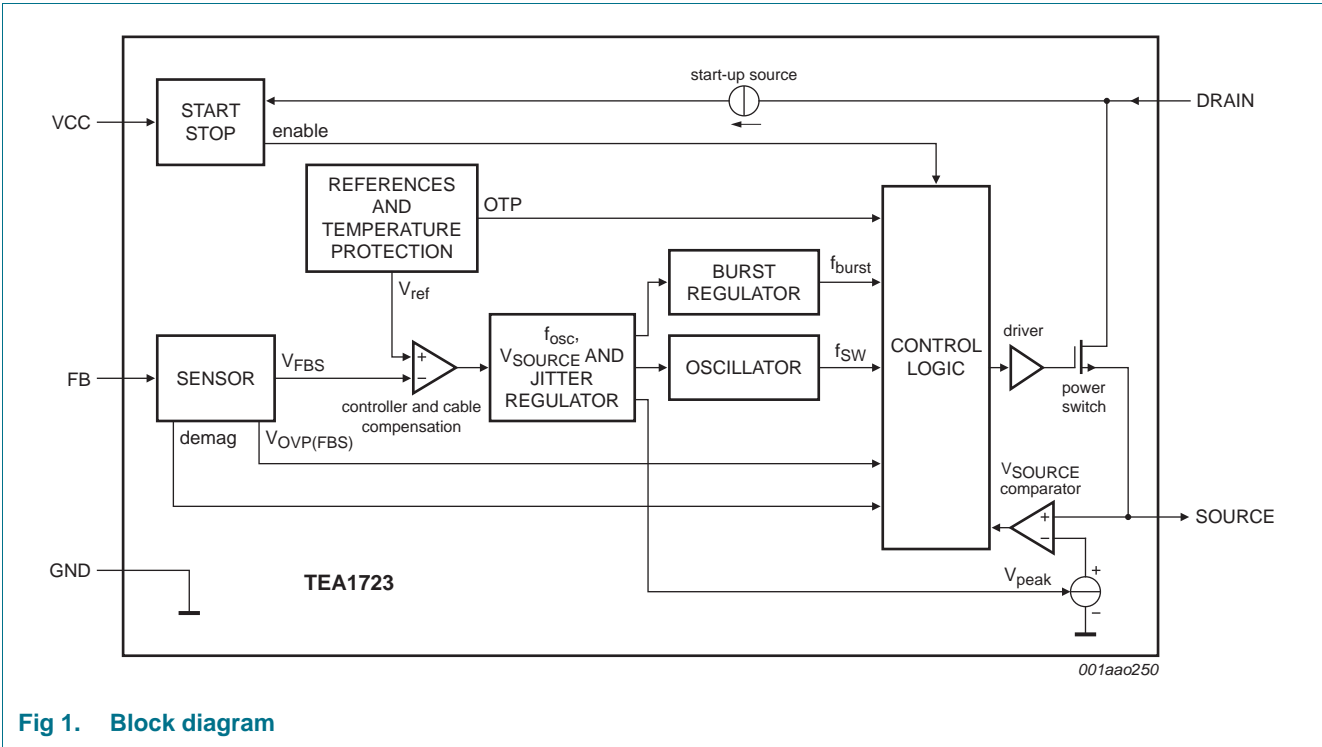 start-up source
DRAIN
START
STOP
VCC
enable
REFERENCES
AND
TEMPERATURE
PROTECTION
OTP
Vref
BURST
REGULATOR
fburst
fosc,
VSOURCE AND
JITTER
REGULATOR
OSCILLATOR
fSW
CONTROL
LOGIC
driver
power
switch
FB
SENSOR
VFBS
+
−
controller and cable
compensation
demag
VOVP(FBS)
VSOURCE
comparator
+
−
SOURCE
GND
TEA1723
Vpeak
+
−
001aao250
Fig 1. Block diagram